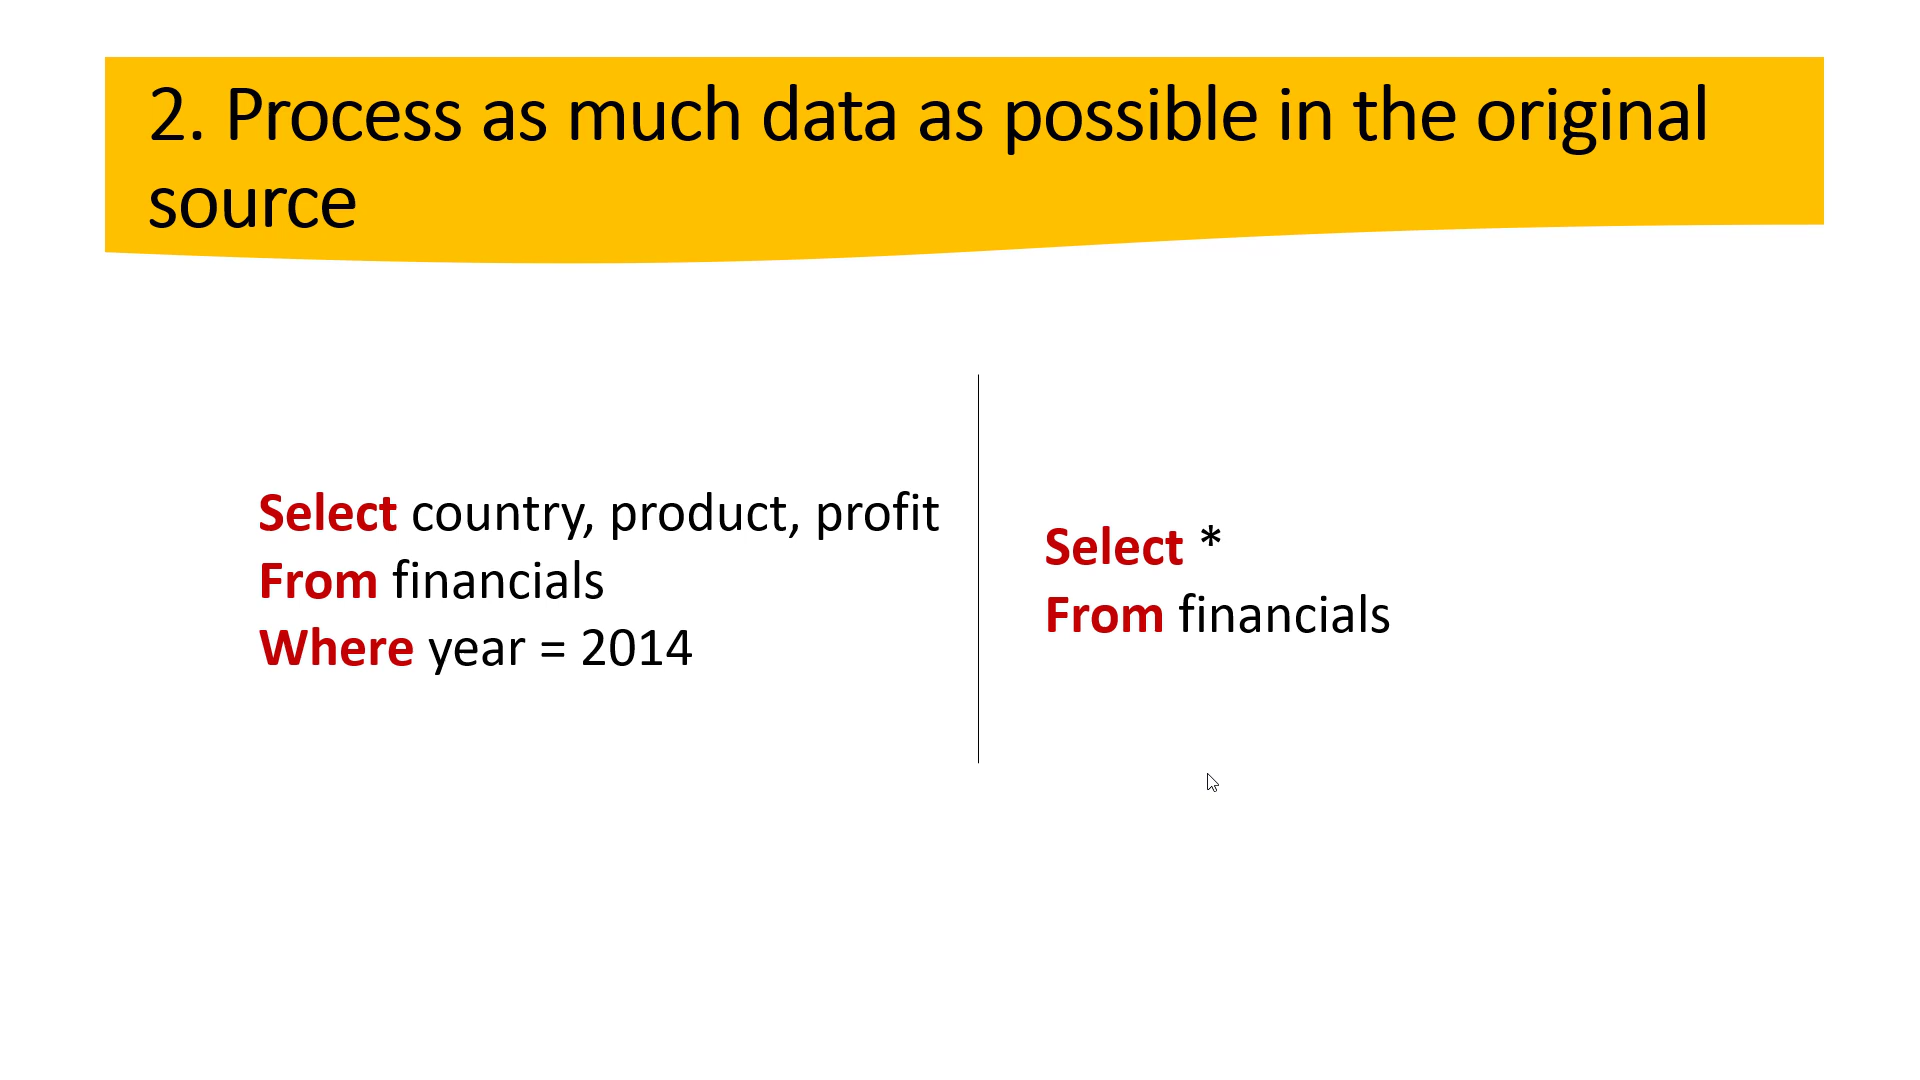 2. Process as much data as possible in the original
source
Select country, product, profit
From financials
Where year = 2014
Select *
From financials